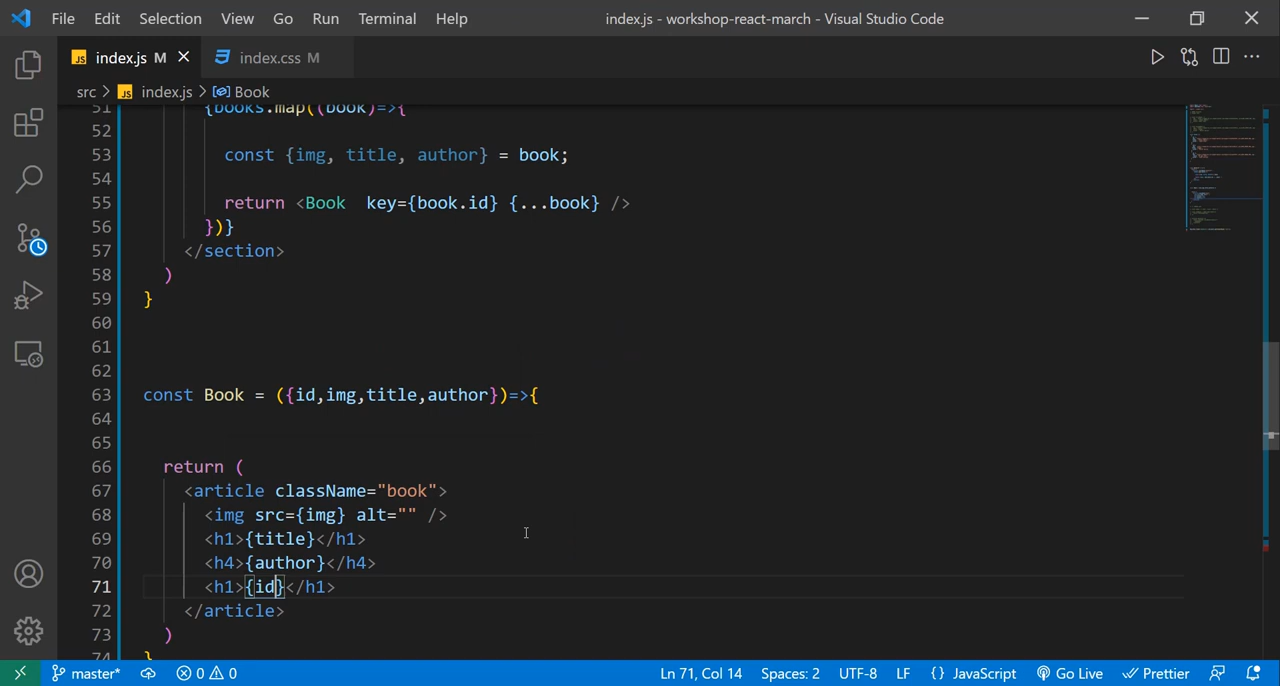 File Edit Selection View Go Run Terminal Help index.js - workshop-react-march - Visual Studio Code
JS index.js M index.css M
src > JS index.js > Book
51 {books.map((book)=>{
52
53 const {img, title, author} = book;
54
55 return <Book  key={book.id} {...book} />
56 })}
57 </section>
58 )
59 }
60
61
62
63 const Book = ({id,img,title,author})=>{
64
65
66 return (
67 <article className="book">
68 <img src={img} alt="" />
69 <h1>{title}</h1>
70 <h4>{author}</h4>
71 <h1>{id}</h1>
72 </article>
73 )
74 }
master* 0 0 Ln 71, Col 14 Spaces: 2 UTF-8 LF {} JavaScript Go Live Prettier